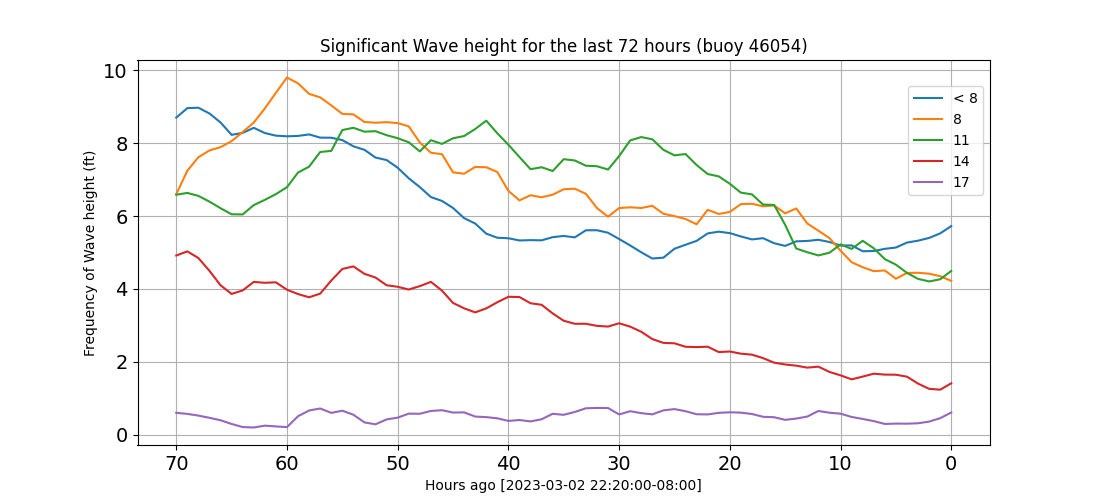 Significant Wave height for the last 72 hours (buoy 46054)
10
8
6
4
2
0
Frequency of Wave height (ft)
< 8
8
11
14
17
70 60 50 40 30 20 10 0
Hours ago [2023-03-02 22:20:00-08:00]